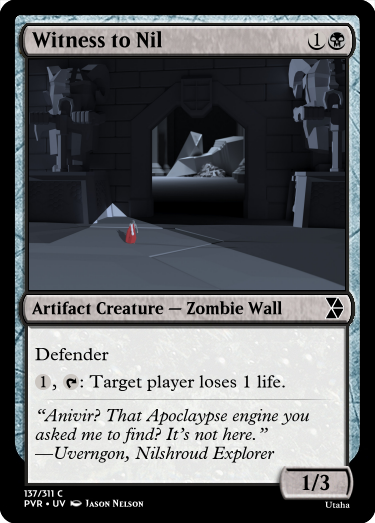 Witness to Nil 1
Artifact Creature — Zombie Wall
Defender
1, : Target player loses 1 life.
“Anivir? That Apoclaypse engine you
asked me to find? It’s not here.”
—Uverngon, Nilshroud Explorer
1/3
137/311 C
PVR • UV Jason Nelson
Utaha